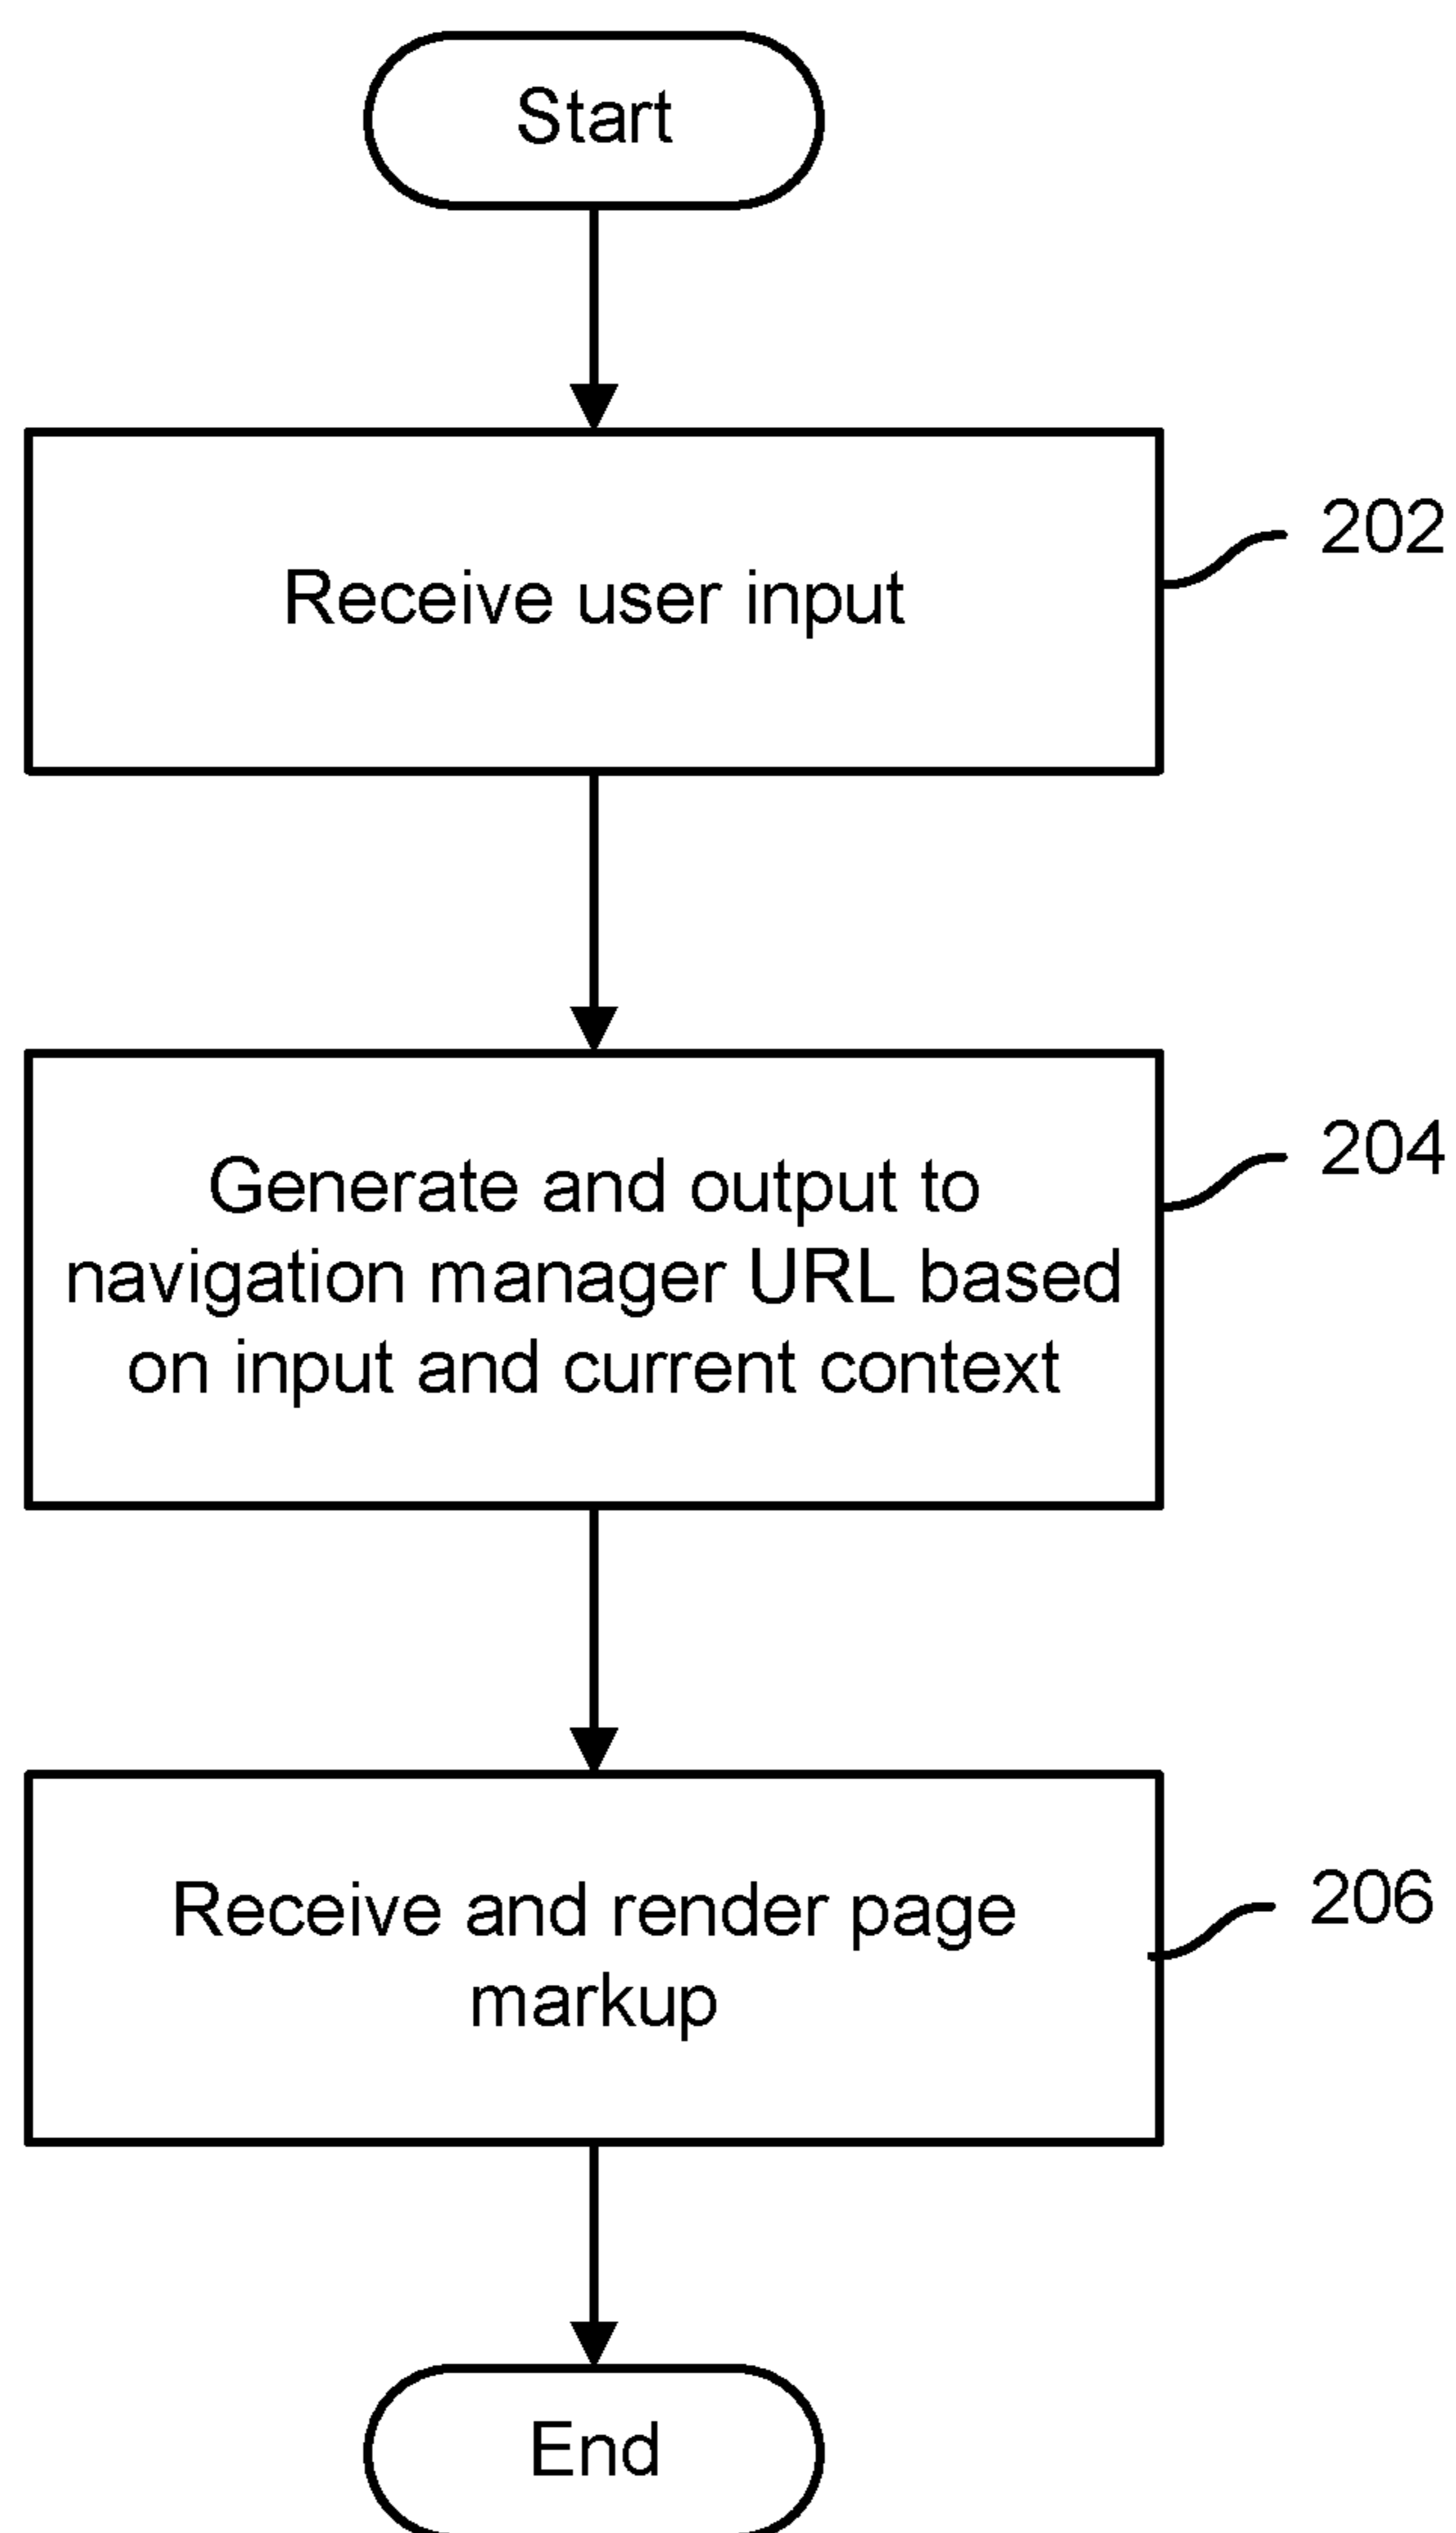 Start
Receive user input
202
Generate and output to
navigation manager URL based
on input and current context
204
Receive and render page
markup
206
End